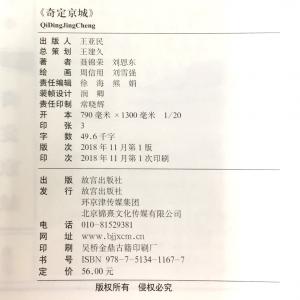 《奇定京城》
QiDingJingCheng
出 版 人 王亚民
总 策 划 王建久
著 者 聂锦荣 刘恩东
绘 画 周信用 刘雪强
责任编辑 徐 海 熊 娟
装帧设计 润 卿
责任印制 常晓辉
开 本 790 毫米 ×1300 毫米 1/20
印 张 3
字 数 49.6 千字
版 次 2018 年 11 月第 1 版
印 次 2018 年 11 月第 1 次印刷
出 版 故宫出版社
发 行 故宫出版社
环京津传媒集团
北京锦熹文化传媒有限公司
电 话 010-81529381
网 址 www.bjjxcm.cn
印 刷 吴桥金鼎古籍印刷厂
书 号 ISBN 978-7-5134-1167-7
定 价 56.00 元
版权所有 侵权必究